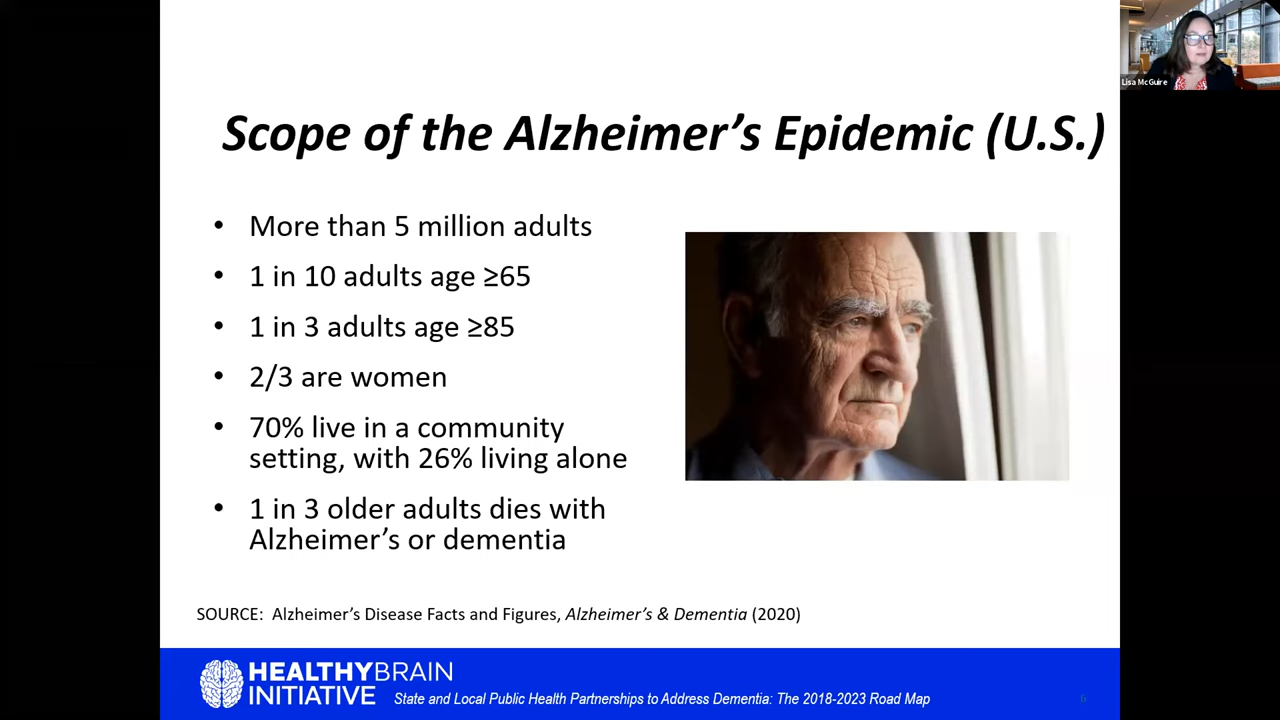 Lisa McGuire
Scope of the Alzheimer's Epidemic (U.S.)
• More than 5 million adults
• 1 in 10 adults age ≥65
• 1 in 3 adults age ≥85
• 2/3 are women
• 70% live in a community
setting, with 26% living alone
• 1 in 3 older adults dies with
Alzheimer's or dementia
SOURCE: Alzheimer's Disease Facts and Figures, Alzheimer's & Dementia (2020)
HEALTHYBRAIN
INITIATIVE
State and Local Public Health Partnerships to Address Dementia: The 2018-2023 Road Map
6